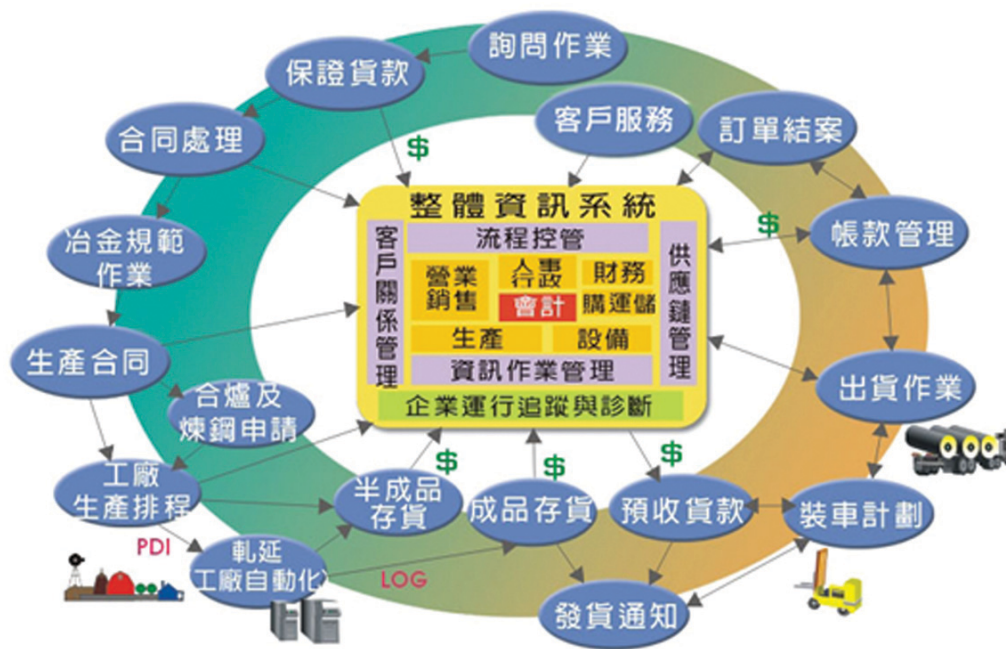 詢問作業
保證貨款
合同處理
冶金規範
作業
生產合同
合爐及
煉鋼申請
工廠
生產排程
PDI
軋延
工廠自動化
LOG
半成品
存貨
成品存貨
預收貨款
發貨通知
裝車計劃
出貨作業
帳款管理
訂單結案
客戶服務
$
$
$
$
$
整體資訊系統
客戶關係管理
流程控管
供應鏈管理
營業
銷售
人事
行政
財務
會計
購運儲
生產
設備
資訊作業管理
企業運行追蹤與診斷